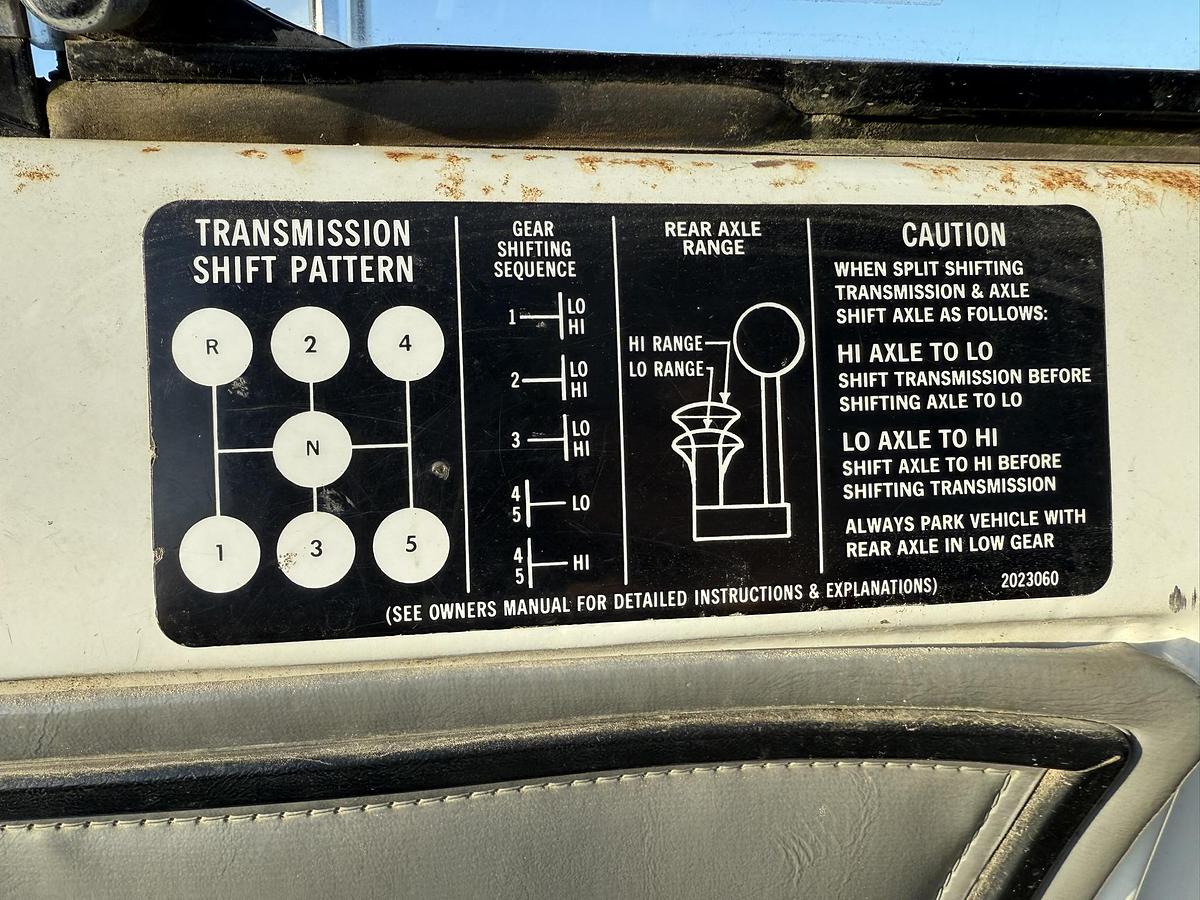 TRANSMISSION
SHIFT PATTERN
R 2 4
N
1 3 5
GEAR
SHIFTING
SEQUENCE
1 LO
HI
2 LO
HI
3 LO
HI
4
5 LO
4
5 HI
REAR AXLE
RANGE
HI RANGE
LO RANGE
CAUTION
WHEN SPLIT SHIFTING
TRANSMISSION & AXLE
SHIFT AXLE AS FOLLOWS:
HI AXLE TO LO
SHIFT TRANSMISSION BEFORE
SHIFTING AXLE TO LO
LO AXLE TO HI
SHIFT AXLE TO HI BEFORE
SHIFTING TRANSMISSION
ALWAYS PARK VEHICLE WITH
REAR AXLE IN LOW GEAR
(SEE OWNERS MANUAL FOR DETAILED INSTRUCTIONS & EXPLANATIONS)
2023060